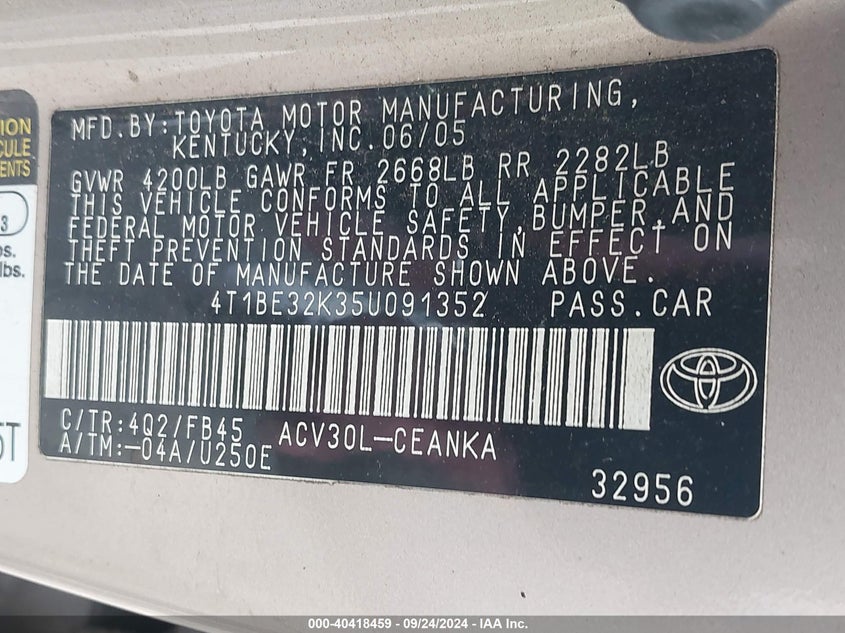 MFD.BY:TOYOTA MOTOR MANUFACTURING,
KENTUCKY,INC.06/05
GVWR 4200LB GAWR FR 2668LB RR 2282LB
THIS VEHICLE CONFORMS TO ALL APPLICABLE
FEDERAL MOTOR VEHICLE SAFETY,BUMPER,AND
THEFT PREVENTION STANDARDS IN EFFECT ON
THE DATE OF MANUFACTURE SHOWN ABOVE.
4T1BE32K35U091352 PASS.CAR
C/TR:4Q2/FB45 ACV30L-CEANKA
A/TM:-04A/U250E
32956
lbs.
000-40418459 - 09/24/2024 - IAA Inc.